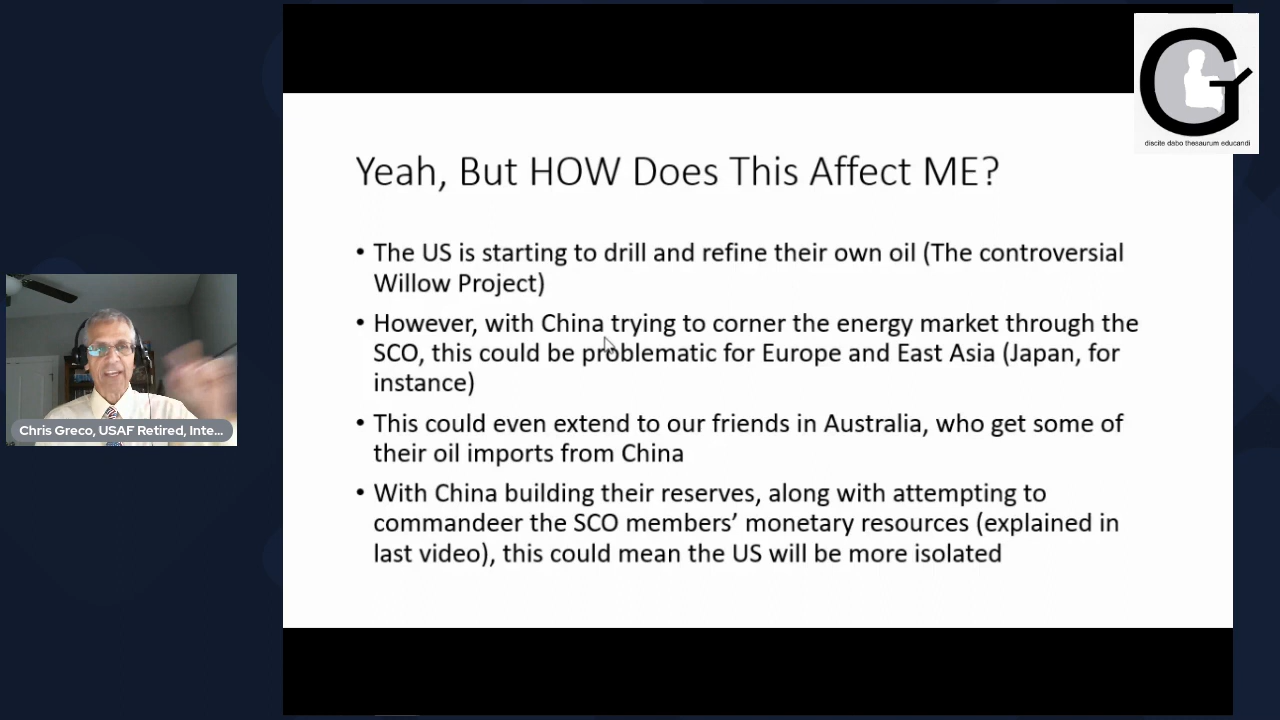 discite dabo thesaurum educandi
Yeah, But HOW Does This Affect ME?
• The US is starting to drill and refine their own oil (The controversial
Willow Project)
• However, with China trying to corner the energy market through the
SCO, this could be problematic for Europe and East Asia (Japan, for
instance)
• This could even extend to our friends in Australia, who get some of
their oil imports from China
• With China building their reserves, along with attempting to
commandeer the SCO members' monetary resources (explained in
last video), this could mean the US will be more isolated
Chris Greco, USAF Retired, Inte...